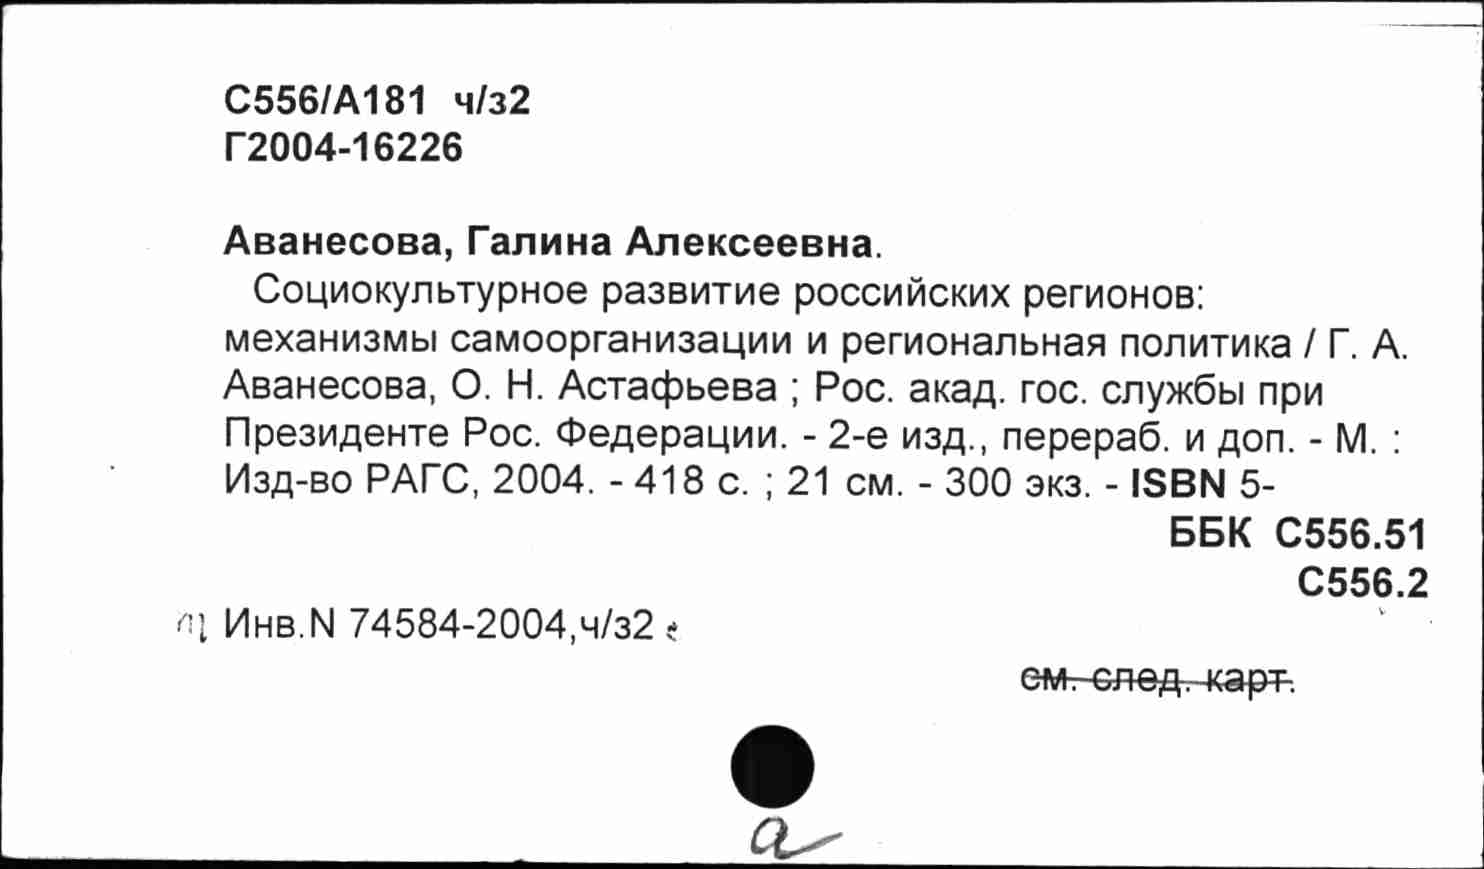 С556/А181 ч/з2
Г2004-16226
Аванесова, Галина Алексеевна.
Социокультурное развитие российских регионов:
механизмы самоорганизации и региональная политика / Г. А.
Аванесова, О. Н. Астафьева ; Рос. акад. гос. службы при
Президенте Рос. Федерации. - 2-е изд., перераб. и доп. - М. :
Изд-во РАГС, 2004. - 418 с. ; 21 см. - 300 экз. - ISBN 5-
ББК С556.51
С556.2
Инв.N 74584-2004,ч/з2
см. след. карт.
а